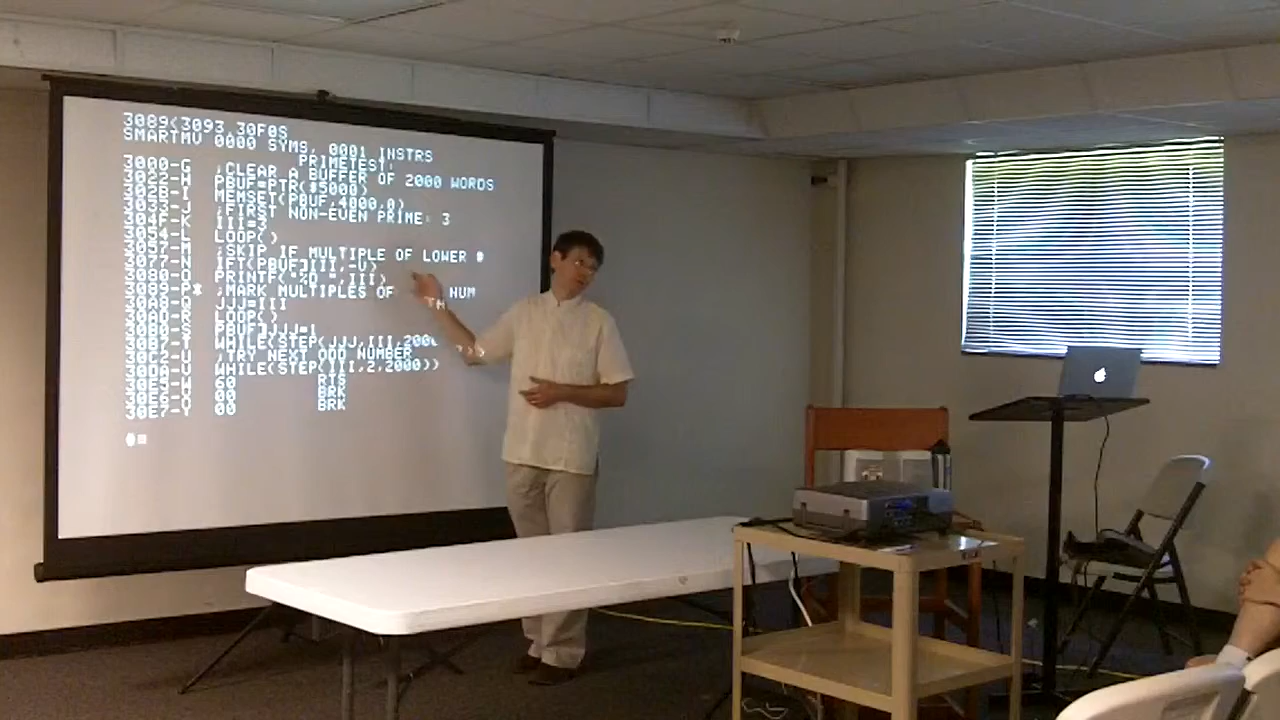 3089<3093.30F0S
SMARTMV 0000 SYMS, 0001 INSTRS
PRIMETEST:
3000-G ;CLEAR A BUFFER OF 2000 WORDS
3022-H PBUF=PTR(#5000)
302B-I MEMSET(PBUF,4000,0)
3033-J ;FIRST NON-EVEN PRIME: 3
304F-K III=3
3054-L LOOP()
3057-M ;SKIP IF MULTIPLE OF LOWER #
3077-N IFT(PBUF]III,-V)
3080-O PRINTF("%D ",III)
3089-P* ;MARK MULTIPLES OF TH NUM
30A8-Q JJJ=III
30AD-R LOOP()
30B0-S PBUF]JJJ=1
30B7-T WHILE(STEP(JJJ,III,2000))
30C2-U ;TRY NEXT ODD NUMBER
30DA-V WHILE(STEP(III,2,2000))
30E5-W 60 RTS
30E6-X 00 BRK
30E7-Y 00 BRK